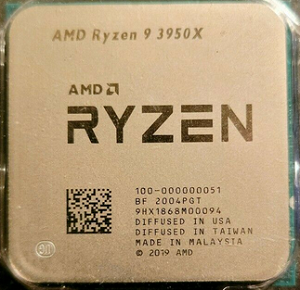 AMD Ryzen 9 3950X
AMD
RYZEN
100-000000051
BF 2004PGT
9HX1868M00094
DIFFUSED IN USA
DIFFUSED IN TAIWAN
MADE IN MALAYSIA
© 2019 AMD